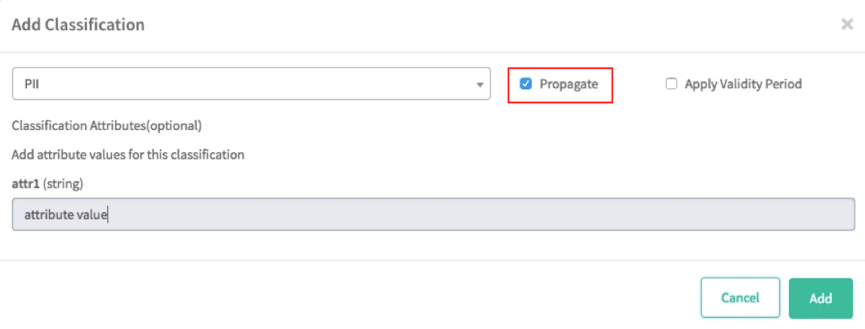 Add Classification
PII
Propagate
Apply Validity Period
Classification Attributes(optional)
Add attribute values for this classification
attr1 (string)
attribute value
Cancel
Add